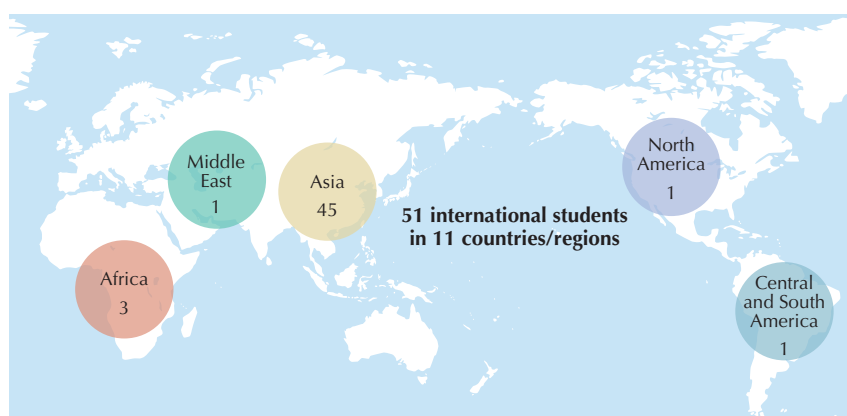 Middle
East
1
Asia
45
North
America
1
51 international students
in 11 countries/regions
Africa
3
Central
and South
America
1